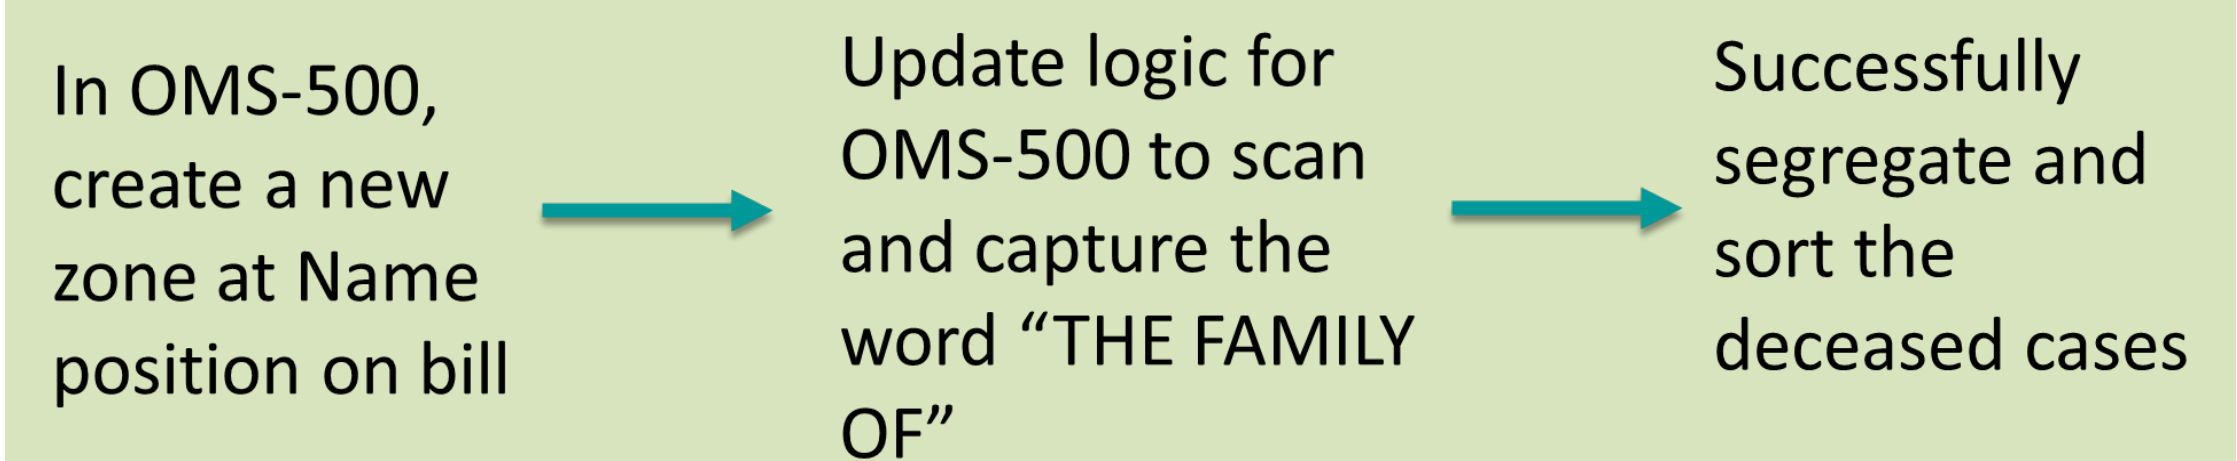 In OMS-500,
create a new
zone at Name
position on bill
Update logic for
OMS-500 to scan
and capture the
word “THE FAMILY
OF”
Successfully
segregate and
sort the
deceased cases